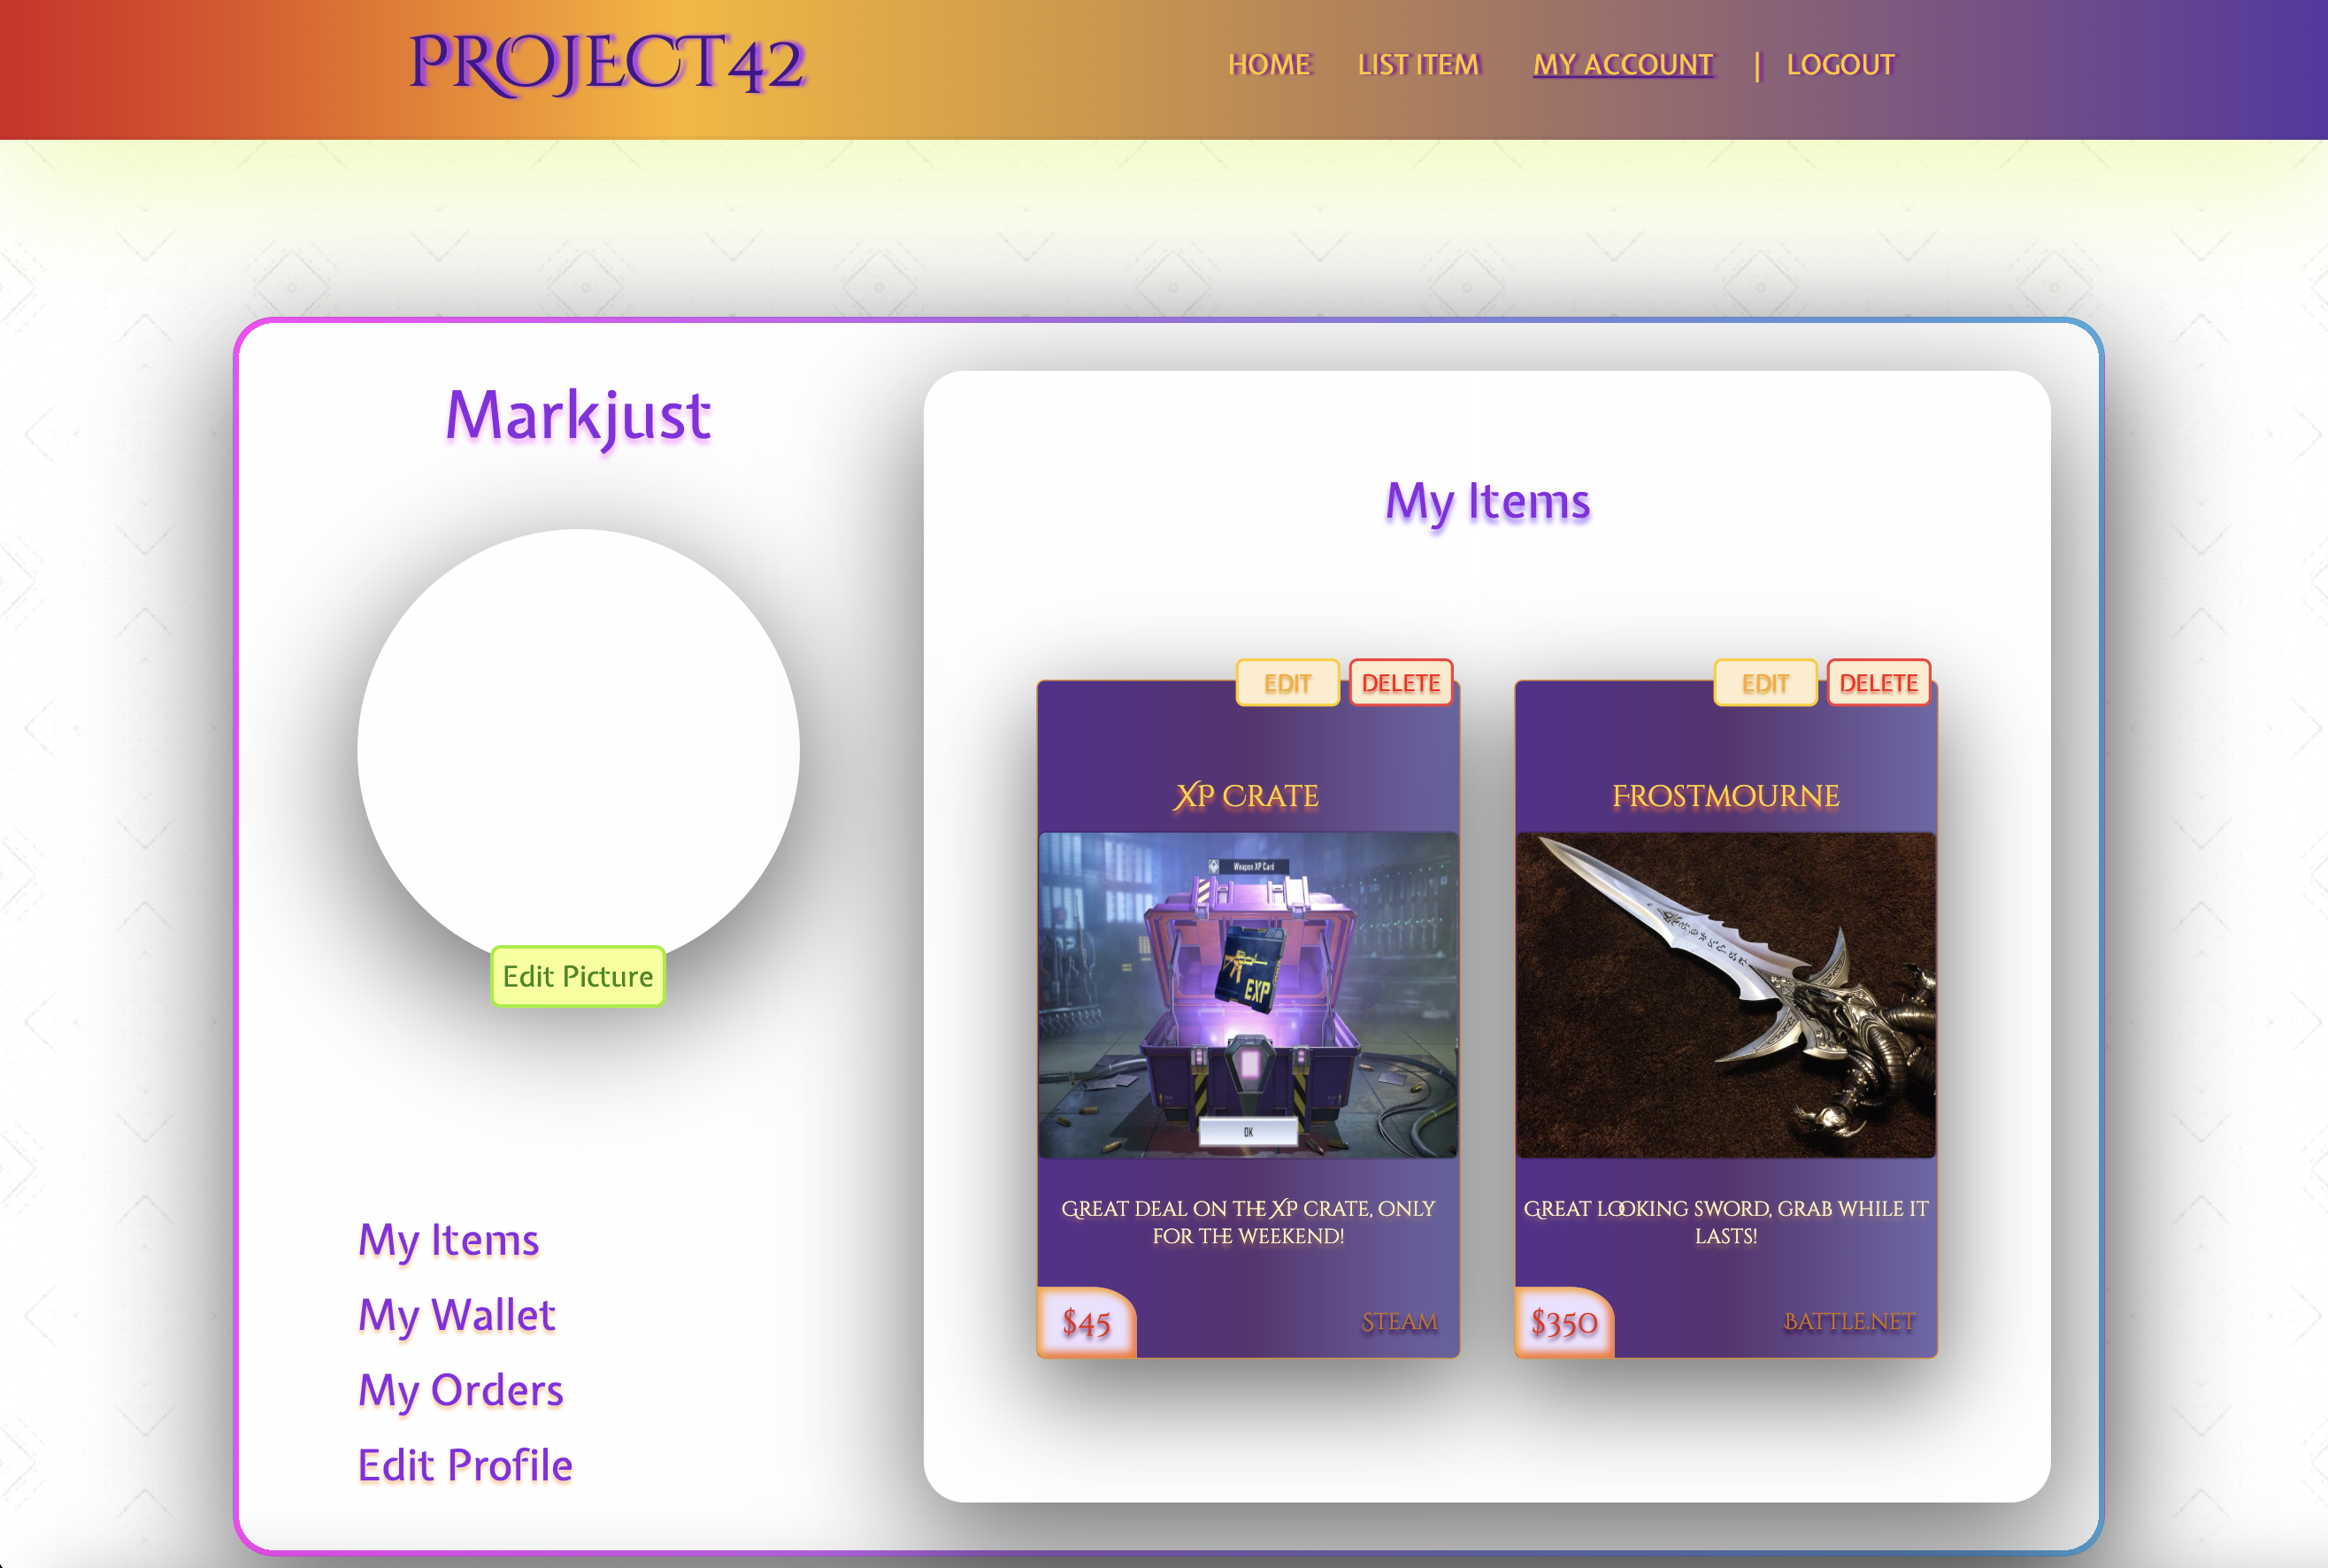 PROJECT42
HOME LIST ITEM MY ACCOUNT | LOGOUT
Markjust
Edit Picture
My Items
My Wallet
My Orders
Edit Profile
My Items
EDIT DELETE
XP CRATE
Weapon XP Card
EXP
OK
GREAT DEAL ON THE XP CRATE, ONLY
FOR THE WEEKEND!
$45 STEAM
EDIT DELETE
FROSTMOURNE
GREAT LOOKING SWORD, GRAB WHILE IT
LASTS!
$350 BATTLE.NET